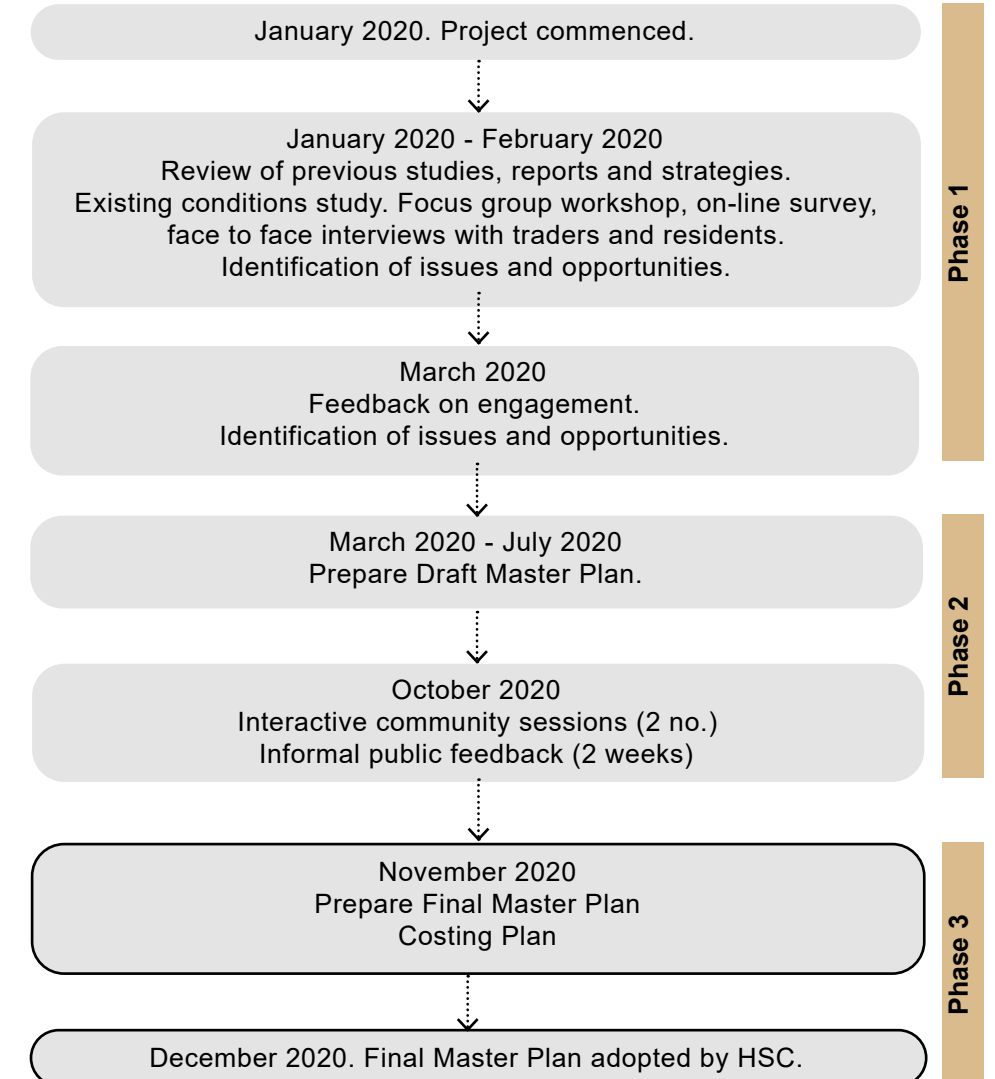 January 2020. Project commenced.
January 2020 - February 2020
Review of previous studies, reports and strategies.
Existing conditions study. Focus group workshop, on-line survey,
face to face interviews with traders and residents.
Identification of issues and opportunities.
March 2020
Feedback on engagement.
Identification of issues and opportunities.
Phase 1
March 2020 - July 2020
Prepare Draft Master Plan.
October 2020
Interactive community sessions (2 no.)
Informal public feedback (2 weeks)
Phase 2
November 2020
Prepare Final Master Plan
Costing Plan
December 2020. Final Master Plan adopted by HSC.
Phase 3